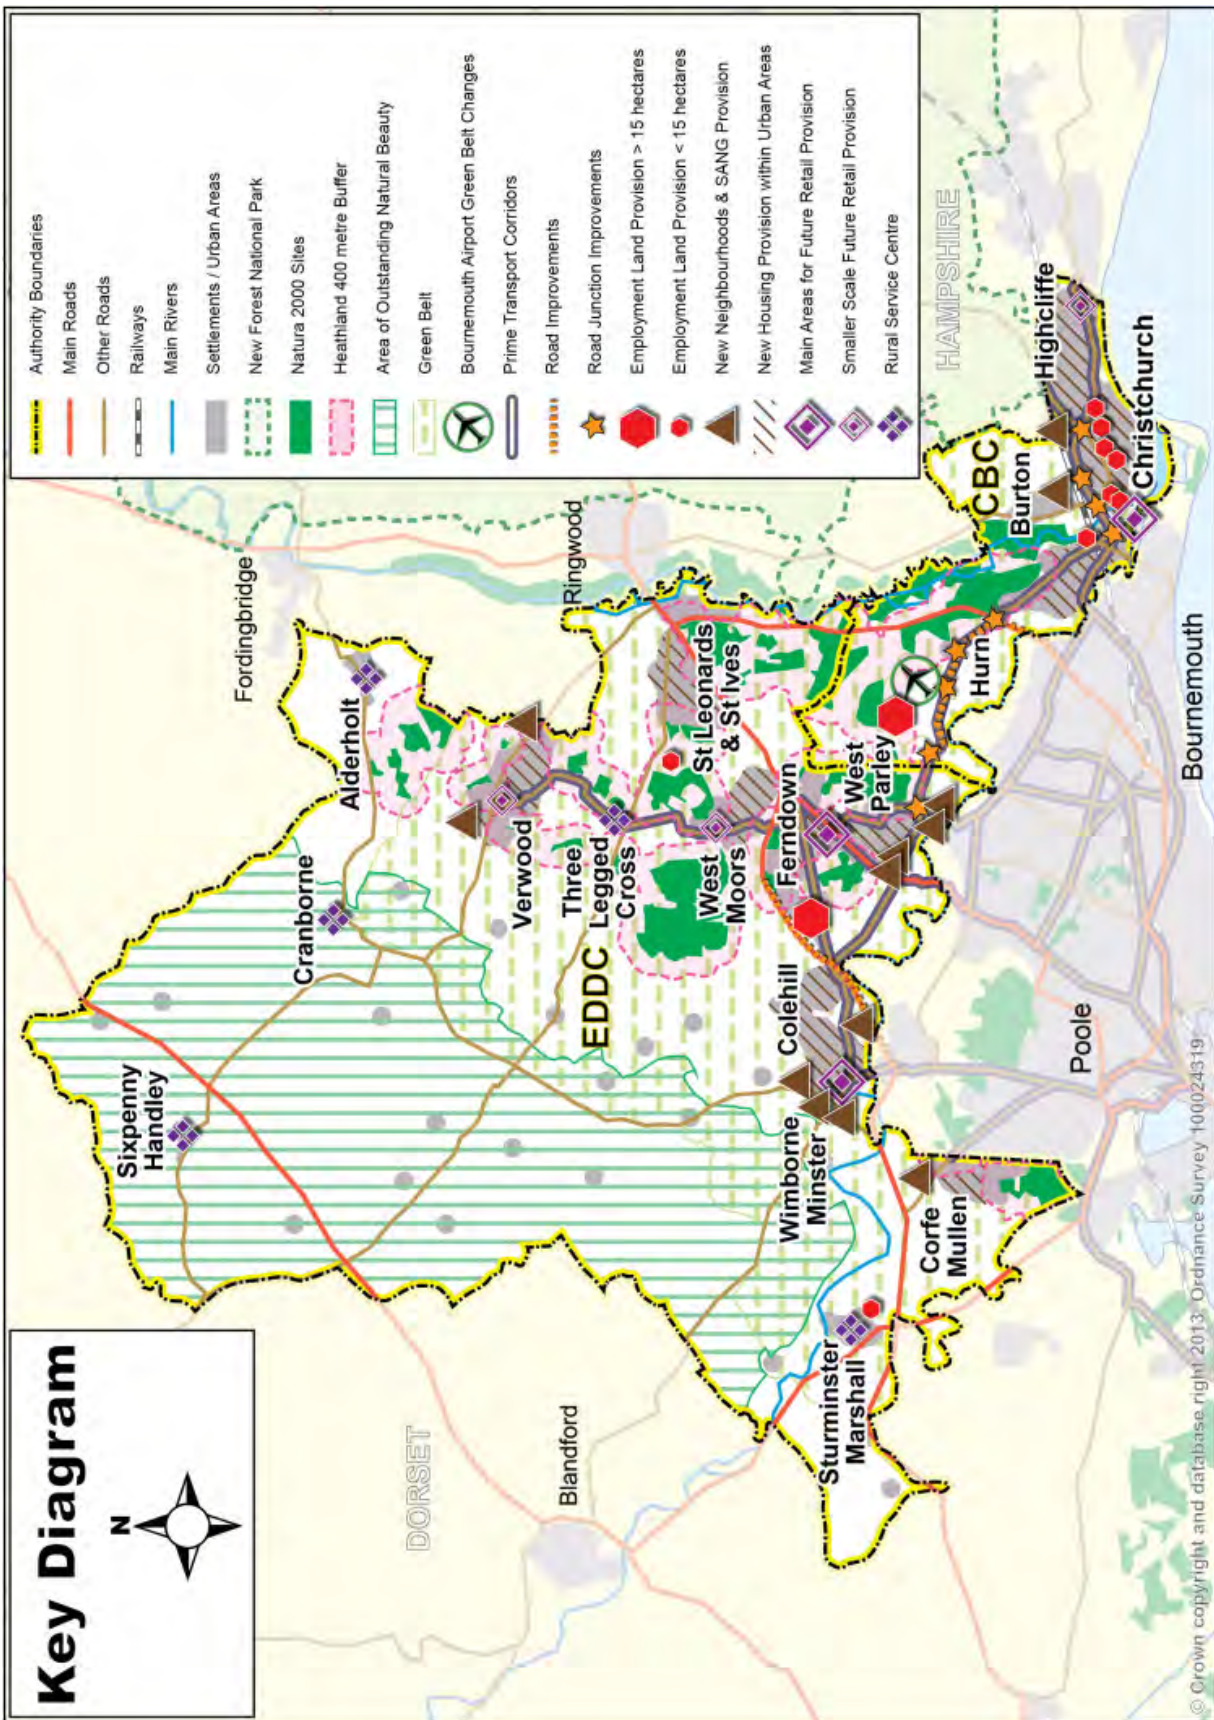 Key Diagram
N
Authority Boundaries
Main Roads
Other Roads
Railways
Main Rivers
Settlements / Urban Areas
New Forest National Park
Natura 2000 Sites
Heathland 400 metre Buffer
Area of Outstanding Natural Beauty
Green Belt
Bournemouth Airport Green Belt Changes
Prime Transport Corridors
Road Improvements
Road Junction Improvements
Employment Land Provision > 15 hectares
Employment Land Provision < 15 hectares
New Neighbourhoods & SANG Provision
New Housing Provision within Urban Areas
Main Areas for Future Retail Provision
Smaller Scale Future Retail Provision
Rural Service Centre
Sixpenny
Handley
Cranborne
Alderholt
Fordingbridge
DORSET
Blandford
EDDC
Verwood
Three
Legged
Cross
Ringwood
West
Moors
St Leonards
& St Ives
Colehill
Ferndown
Wimborne
Minster
West
Parley
Sturminster
Marshall
Corfe
Mullen
Hurn
CBC
Burton
HAMPSHIRE
Highcliffe
Christchurch
Poole
Bournemouth
© Crown copyright and database right 2013. Ordnance Survey 100024319